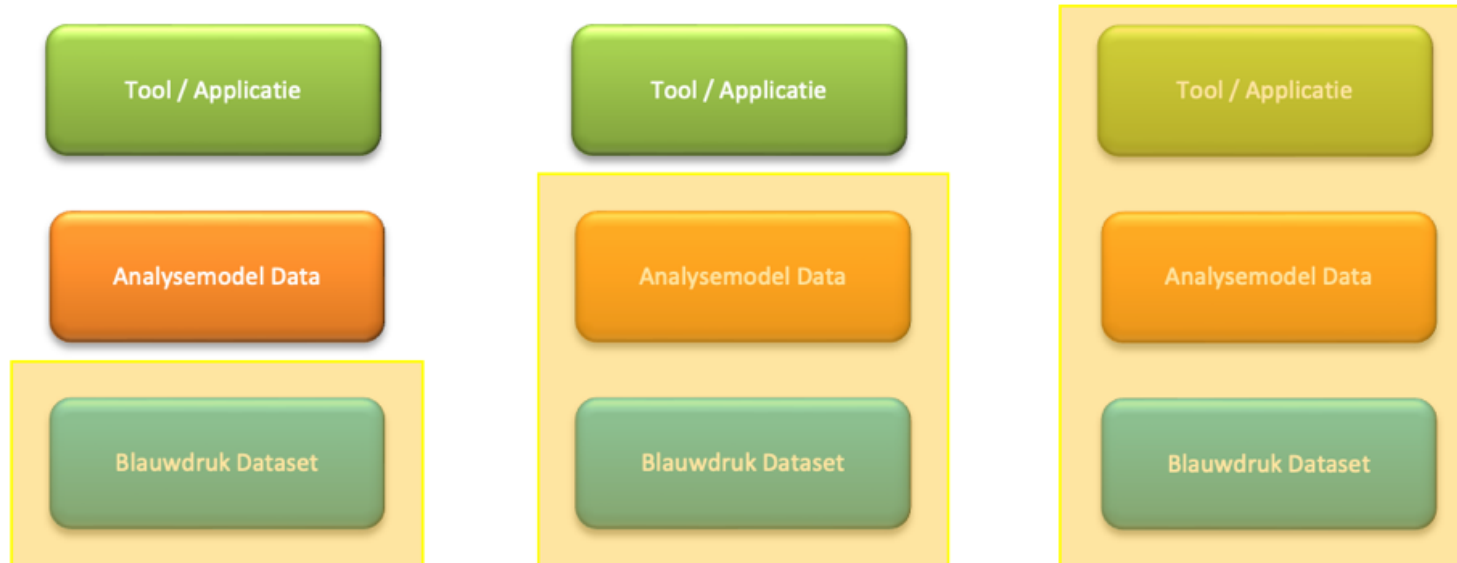 Tool / Applicatie
Tool / Applicatie
Tool / Applicatie
Analysemodel Data
Analysemodel Data
Analysemodel Data
Blauwdruk Dataset
Blauwdruk Dataset
Blauwdruk Dataset